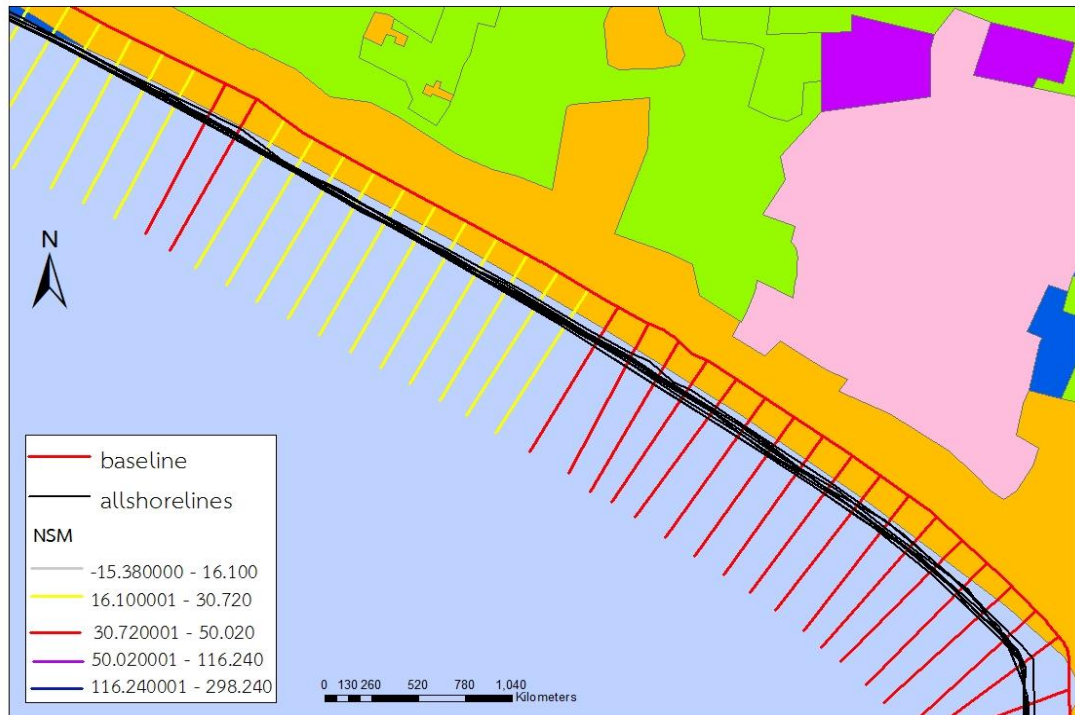 N
baseline
allshorelines
NSM
-15.380000 - 16.100
16.100001 - 30.720
30.720001 - 50.020
50.020001 - 116.240
116.240001 - 298.240
0 130 260 520 780 1,040
Kilometers